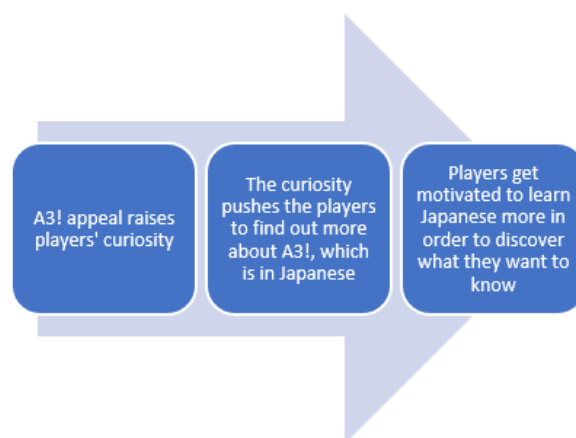 A3! appeal raises
players' curiosity
The curiosity
pushes the players
to find out more
about A3!, which
is in Japanese
Players get
motivated to learn
Japanese more in
order to discover
what they want to
know